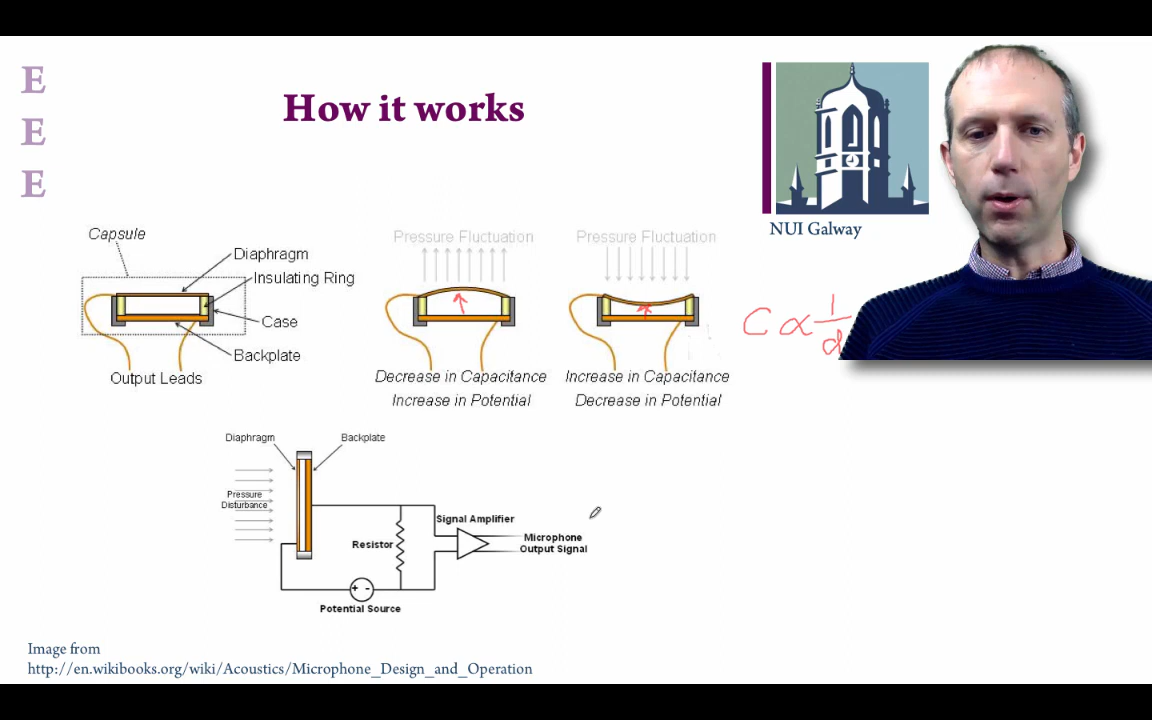 E
E
E
How it works
NUI Galway
Capsule
Diaphragm
Insulating Ring
Case
Backplate
Output Leads
Pressure Fluctuation
Decrease in Capacitance
Increase in Potential
Pressure Fluctuation
Increase in Capacitance
Decrease in Potential
C ∝ 1/d
Diaphragm
Backplate
Pressure
Disturbance
Resistor
Signal Amplifier
Microphone
Output Signal
+ -
Potential Source
Image from
http://en.wikibooks.org/wiki/Acoustics/Microphone_Design_and_Operation